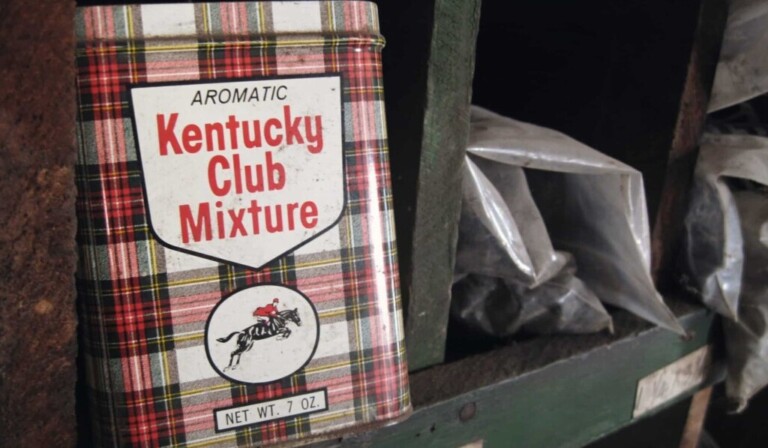 AROMATIC
Kentucky
Club
Mixture
NET WT. 7 OZ.